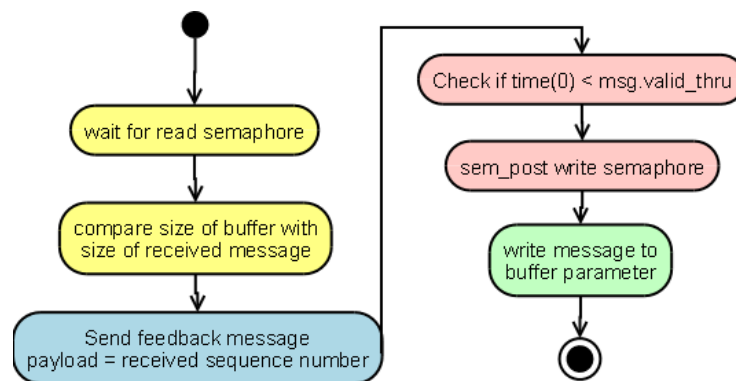 wait for read semaphore
compare size of buffer with
size of received message
Send feedback message
payload = received sequence number
Check if time(0) < msg.valid_thru
sem_post write semaphore
write message to
buffer parameter